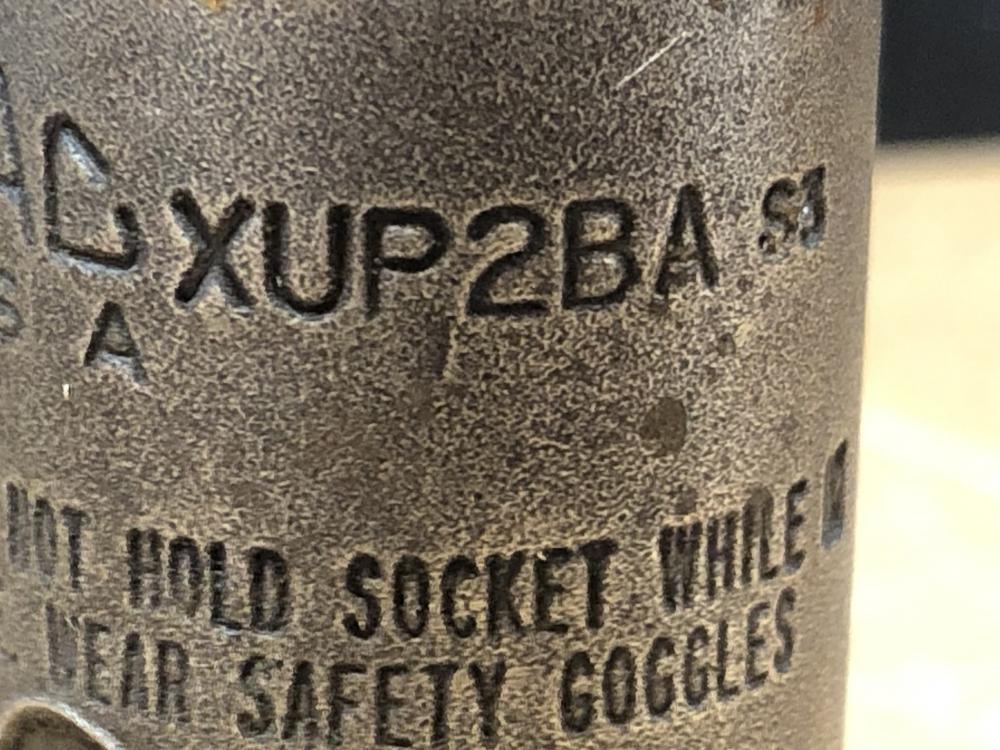 XUP2BA
A
NOT HOLD SOCKET WHILE
WEAR SAFETY GOGGLES